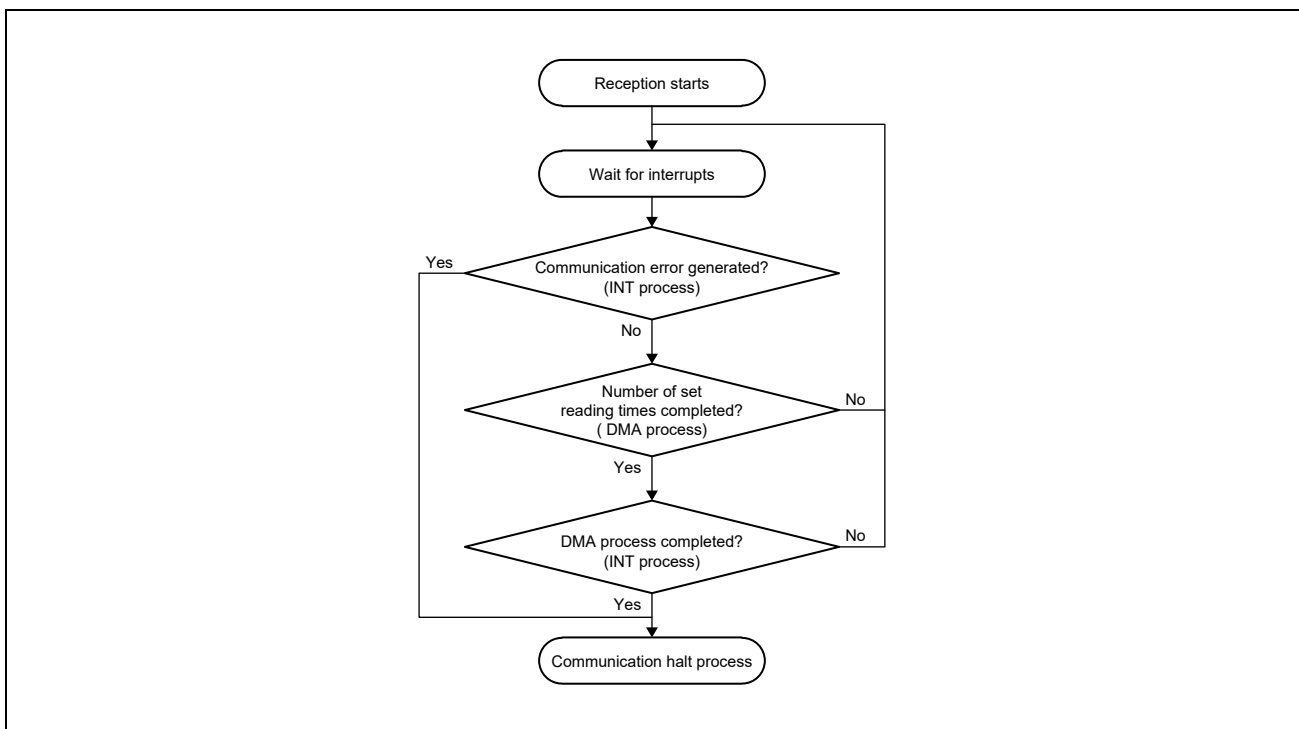 Reception starts
Wait for interrupts
Yes
Communication error generated?
(INT process)
No
Number of set
reading times completed?
( DMA process)
No
Yes
DMA process completed?
(INT process)
No
Yes
Communication halt process